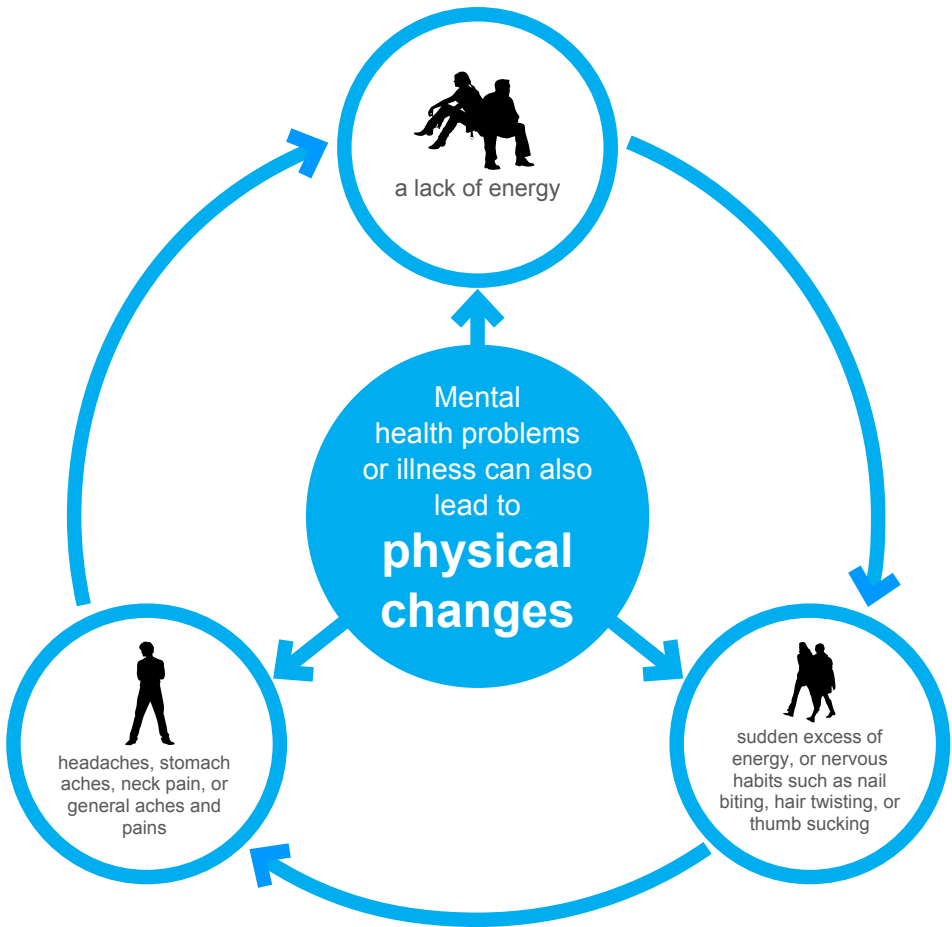 a lack of energy
Mental
health problems
or illness can also
lead to
physical
changes
headaches, stomach
aches, neck pain, or
general aches and
pains
sudden excess of
energy, or nervous
habits such as nail
biting, hair twisting, or
thumb sucking